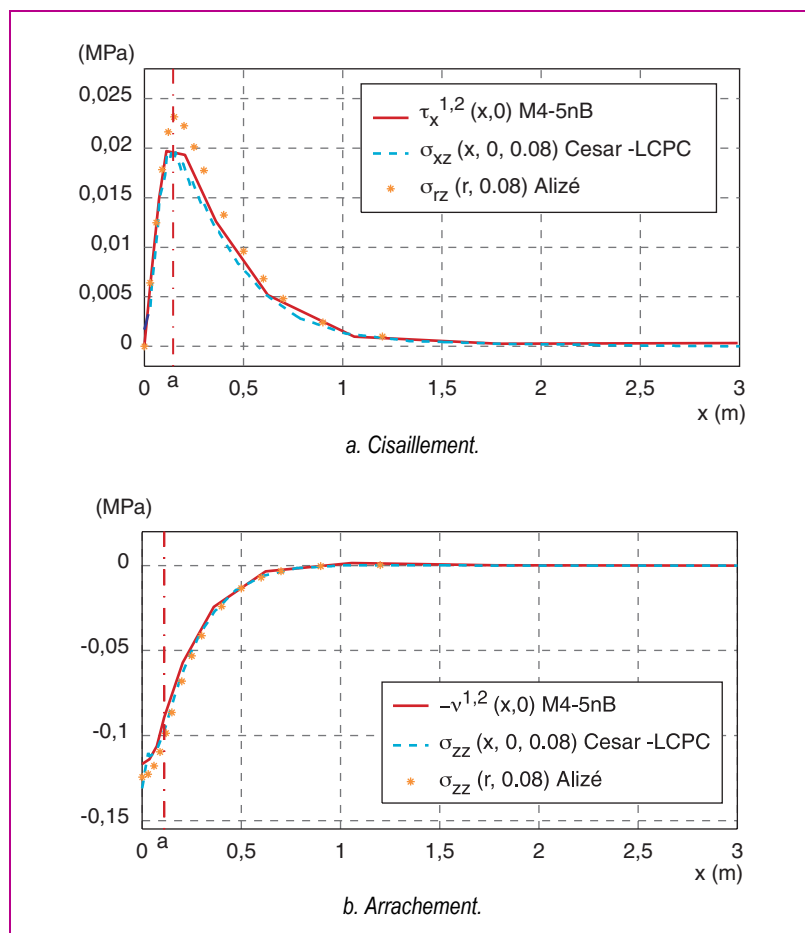 (MPa)
0,025
0,02
0,015
0,01
0,005
0
τx1,2 (x,0) M4-5nB
σxz (x, 0, 0.08) Cesar -LCPC
σrz (r, 0.08) Alizé
0 a 0,5 1 1,5 2 2,5 3
x (m)
a. Cisaillement.
(MPa)
0
-0,05
-0,1
-0,15
−ν1,2 (x,0) M4-5nB
σzz (x, 0, 0.08) Cesar -LCPC
σzz (r, 0.08) Alizé
0 a 0,5 1 1,5 2 2,5 3
x (m)
b. Arrachement.